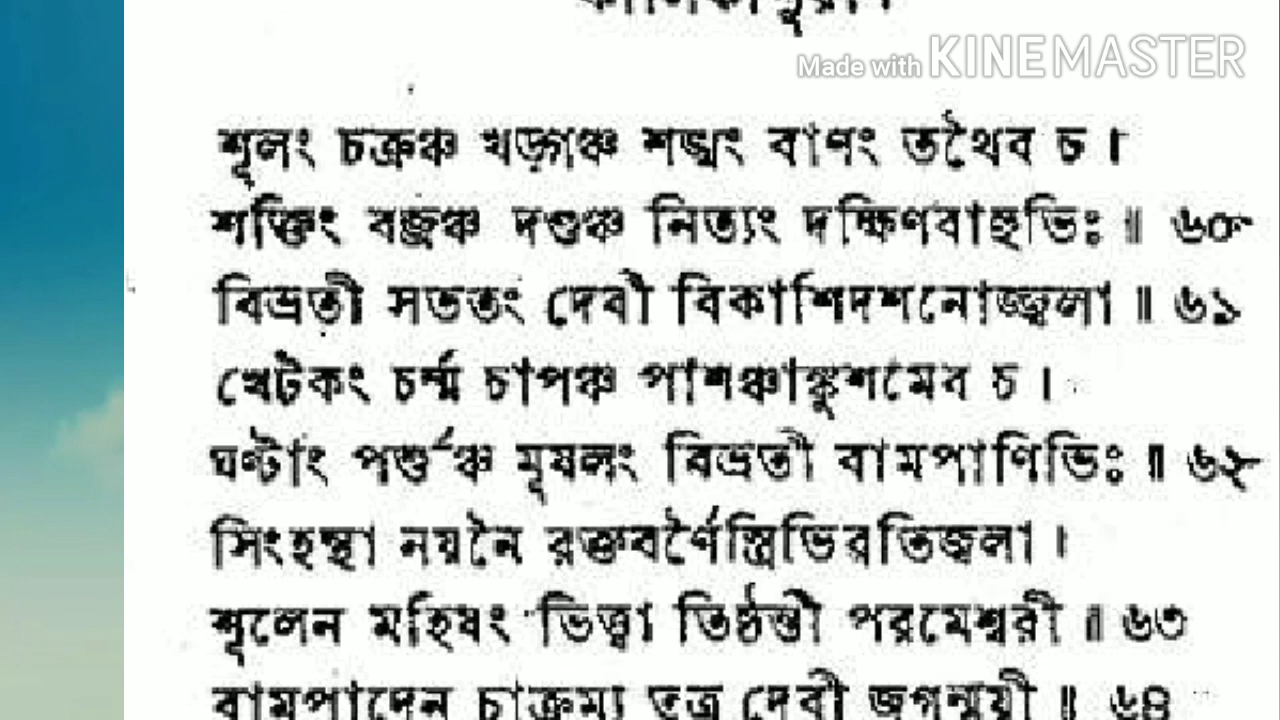 কালিকাপুরাণ
Made with KINEMASTER
শূলং চক্রঞ্চ খড়্গঞ্চ শঙ্খং বাণং তথৈব চ ।
শক্তিং বজ্রঞ্চ দণ্ডঞ্চ নিত্যং দক্ষিণবাহুভিঃ ॥ ৬০
বিভ্রতী সততং দেবী বিকাশিদশনোজ্জ্বলা ॥ ৬১
খেটকং চর্ম্ম চাপঞ্চ পাশঞ্চাঙ্কুশমেব চ ।
ঘণ্টাং পর্শুঞ্চ মূষলং বিভ্রতী বামপাণিভিঃ ॥ ৬২
সিংহস্থা নয়নৈ রক্তবর্ণৈস্ত্রিভিরতিজ্বলা ।
শূলেন মহিষং ভিত্ত্বা তিষ্ঠন্তী পরমেশ্বরী ॥ ৬৩
বামপাদেন চাক্রম্য তত্র দেবী জগন্ময়ী ॥ ৬৪